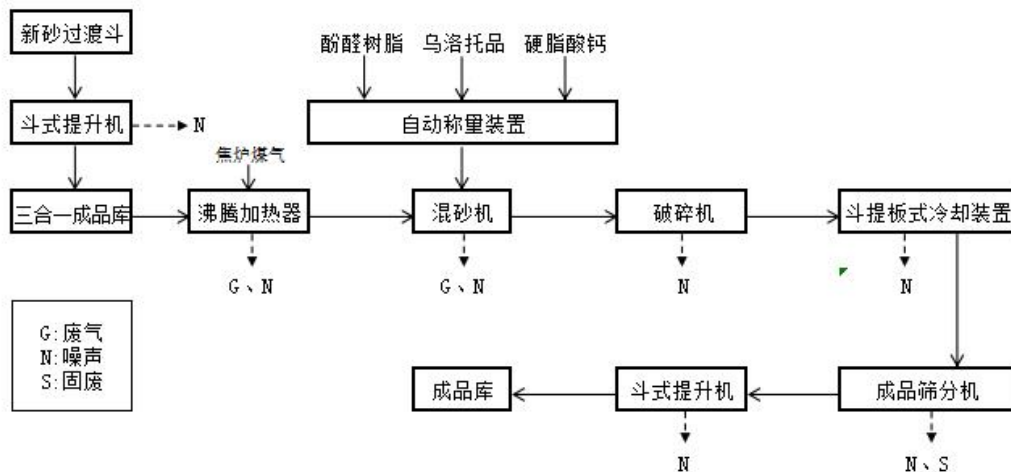 新砂过渡斗
酚醛树脂
乌洛托品
硬脂酸钙
斗式提升机
N
自动称量装置
焦炉煤气
三合一成品库
沸腾加热器
混砂机
破碎机
斗提板式冷却装置
G、N
G、N
N
N
G:废气
N:噪声
S:固废
成品库
斗式提升机
成品筛分机
N
N、S